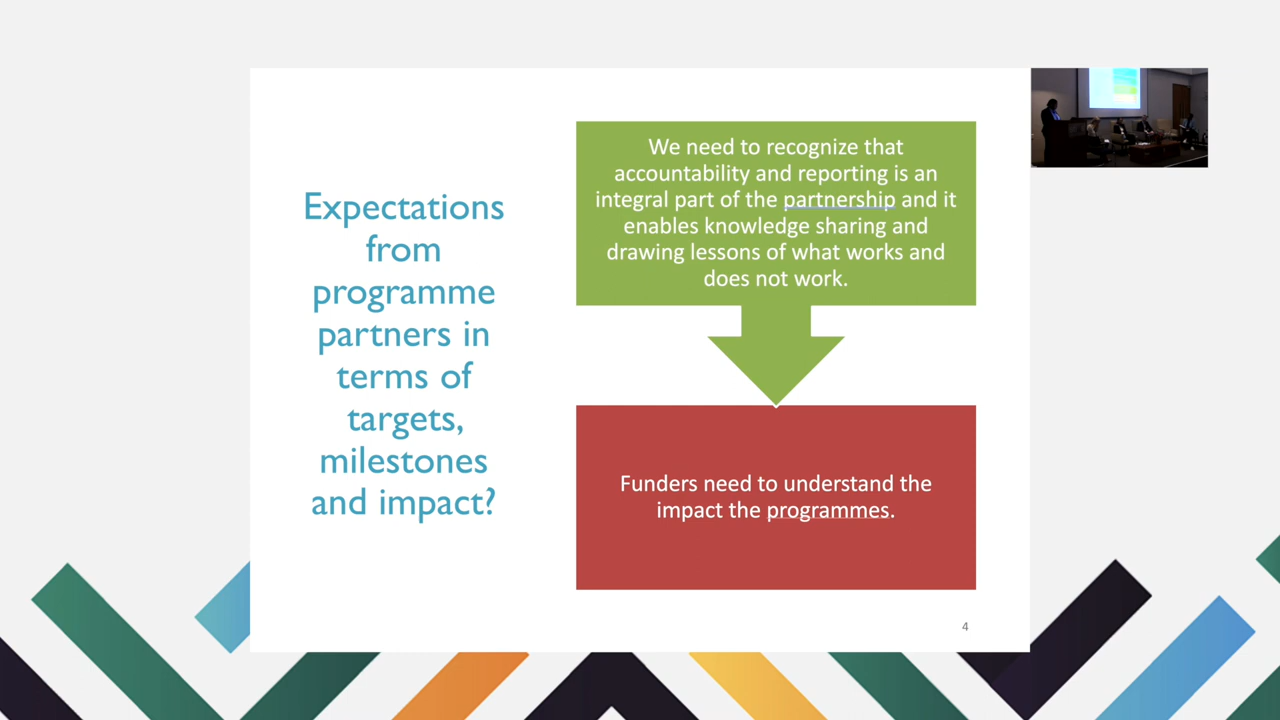 Expectations
from
programme
partners in
terms of
targets,
milestones
and impact?
We need to recognize that
accountability and reporting is an
integral part of the partnership and it
enables knowledge sharing and
drawing lessons of what works and
does not work.
Funders need to understand the
impact the programmes.
4